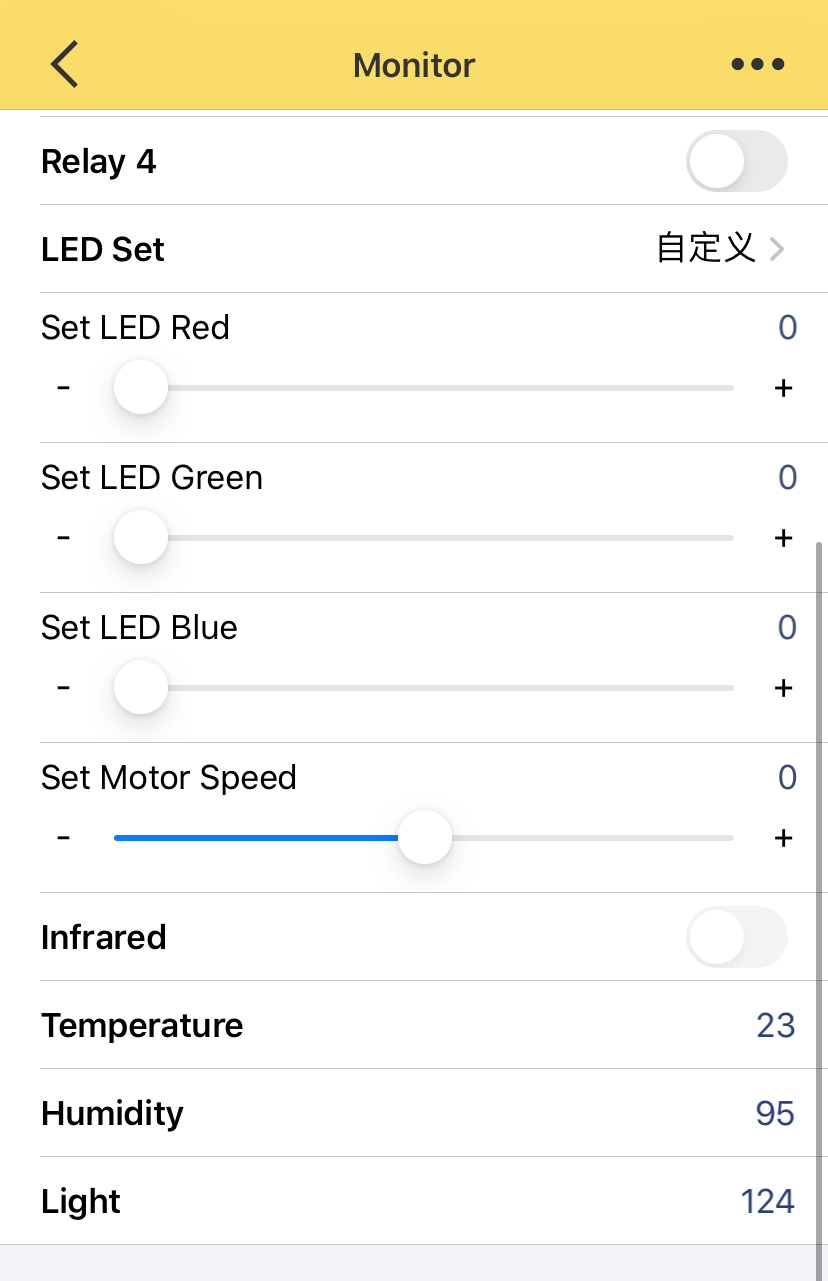 Monitor
Relay 4
LED Set 自定义
Set LED Red 0
- +
Set LED Green 0
- +
Set LED Blue 0
- +
Set Motor Speed 0
- +
Infrared
Temperature 23
Humidity 95
Light 124